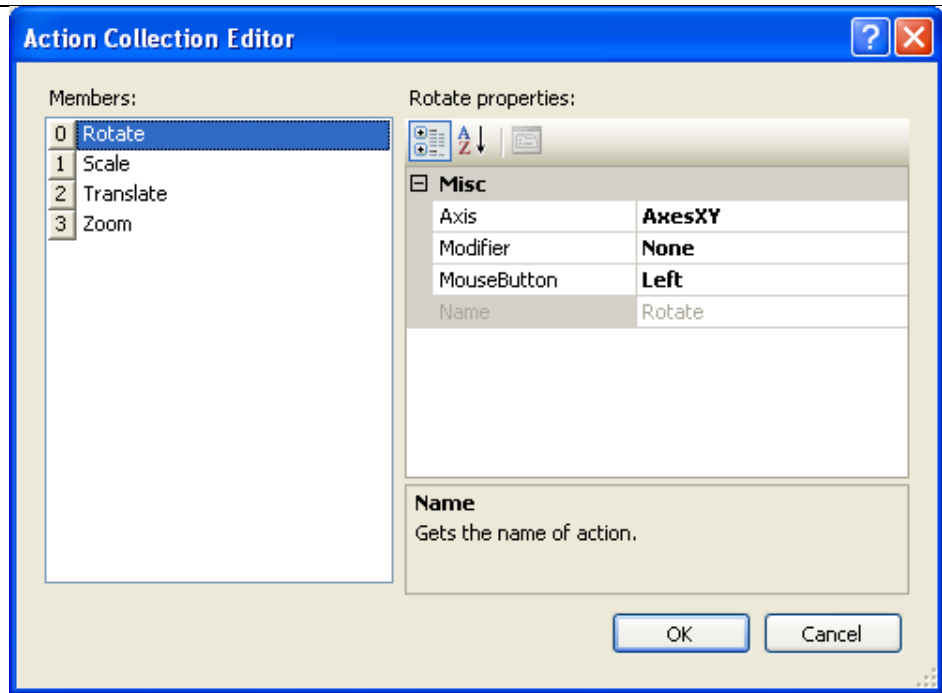 Action Collection Editor
Members:
0 Rotate
1 Scale
2 Translate
3 Zoom
Rotate properties:
A
Z
Misc
Axis AxesXY
Modifier None
MouseButton Left
Name Rotate
Name
Gets the name of action.
OK Cancel